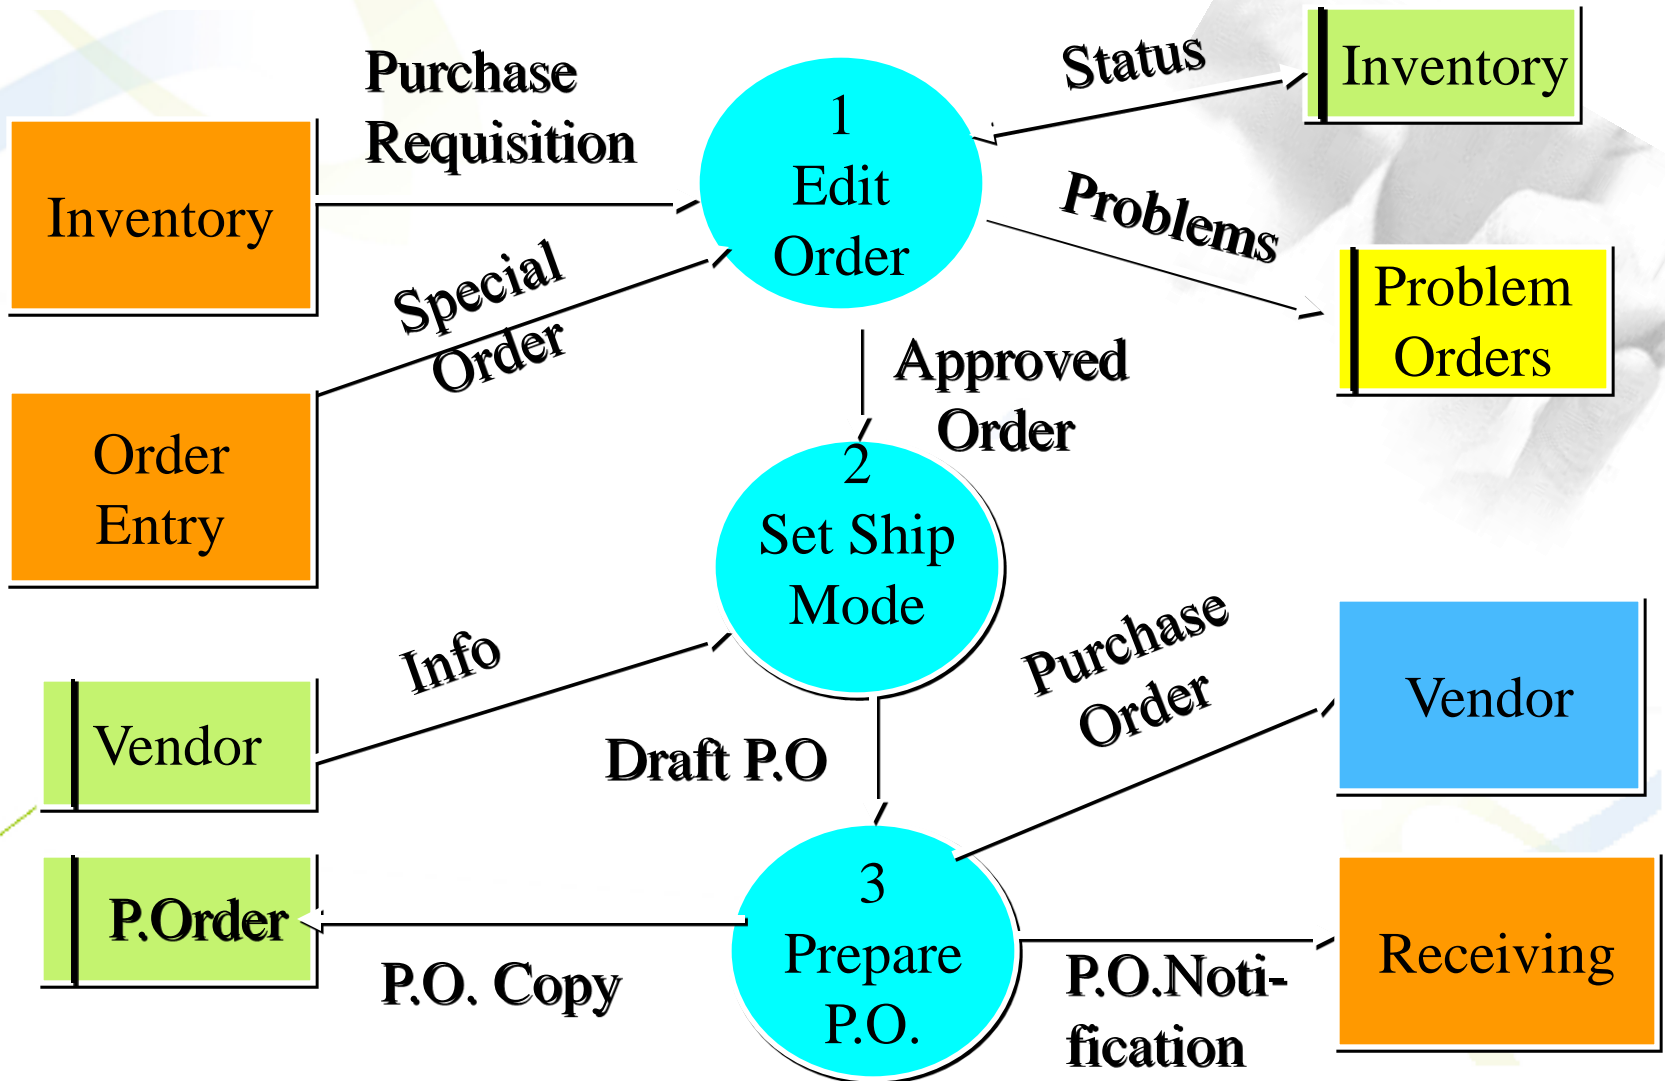 Purchase
Requisition
Status
Inventory
1
Edit
Order
Inventory
Problems
Special
Order
Problem
Orders
Approved
Order
Order
Entry
2
Set Ship
Mode
Info
Purchase
Order
Vendor
Vendor
Draft P.O
3
Prepare
P.O.
P.Order
P.O. Copy
P.O.Noti-
fication
Receiving